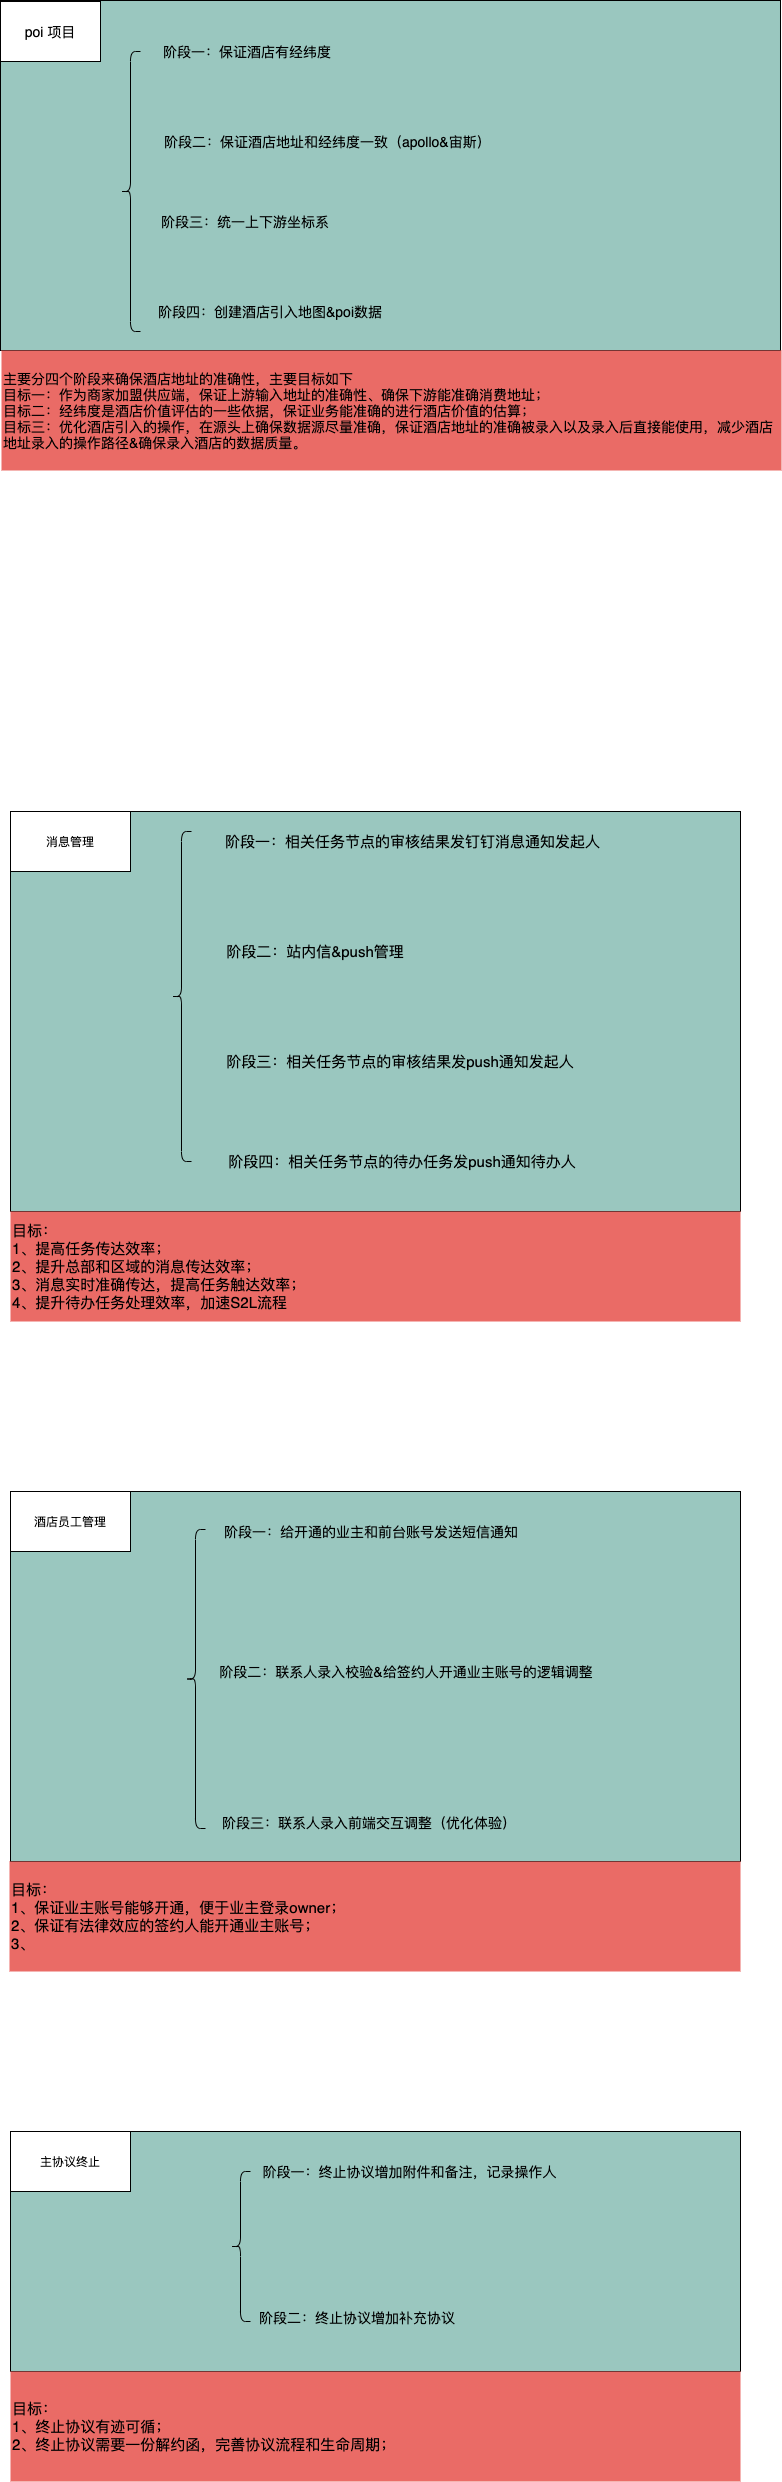 poi 项目
阶段一：保证酒店有经纬度
阶段二：保证酒店地址和经纬度一致（apollo&宙斯）
阶段三：统一上下游坐标系
阶段四：创建酒店引入地图&poi数据
主要分四个阶段来确保酒店地址的准确性，主要目标如下
目标一：作为商家加盟供应端，保证上游输入地址的准确性、确保下游能准确消费地址；
目标二：经纬度是酒店价值评估的一些依据，保证业务能准确的进行酒店价值的估算；
目标三：优化酒店引入的操作，在源头上确保数据源尽量准确，保证酒店地址的准确被录入以及录入后直接能使用，减少酒店
地址录入的操作路径&确保录入酒店的数据质量。
消息管理
阶段一：相关任务节点的审核结果发钉钉消息通知发起人
阶段二：站内信&push管理
阶段三：相关任务节点的审核结果发push通知发起人
阶段四：相关任务节点的待办任务发push通知待办人
目标：
1、提高任务传达效率；
2、提升总部和区域的消息传达效率；
3、消息实时准确传达，提高任务触达效率；
4、提升待办任务处理效率，加速S2L流程
酒店员工管理
阶段一：给开通的业主和前台账号发送短信通知
阶段二：联系人录入校验&给签约人开通业主账号的逻辑调整
阶段三：联系人录入前端交互调整（优化体验）
目标：
1、保证业主账号能够开通，便于业主登录owner；
2、保证有法律效应的签约人能开通业主账号；
3、
主协议终止
阶段一：终止协议增加附件和备注，记录操作人
阶段二：终止协议增加补充协议
目标：
1、终止协议有迹可循；
2、终止协议需要一份解约函，完善协议流程和生命周期；